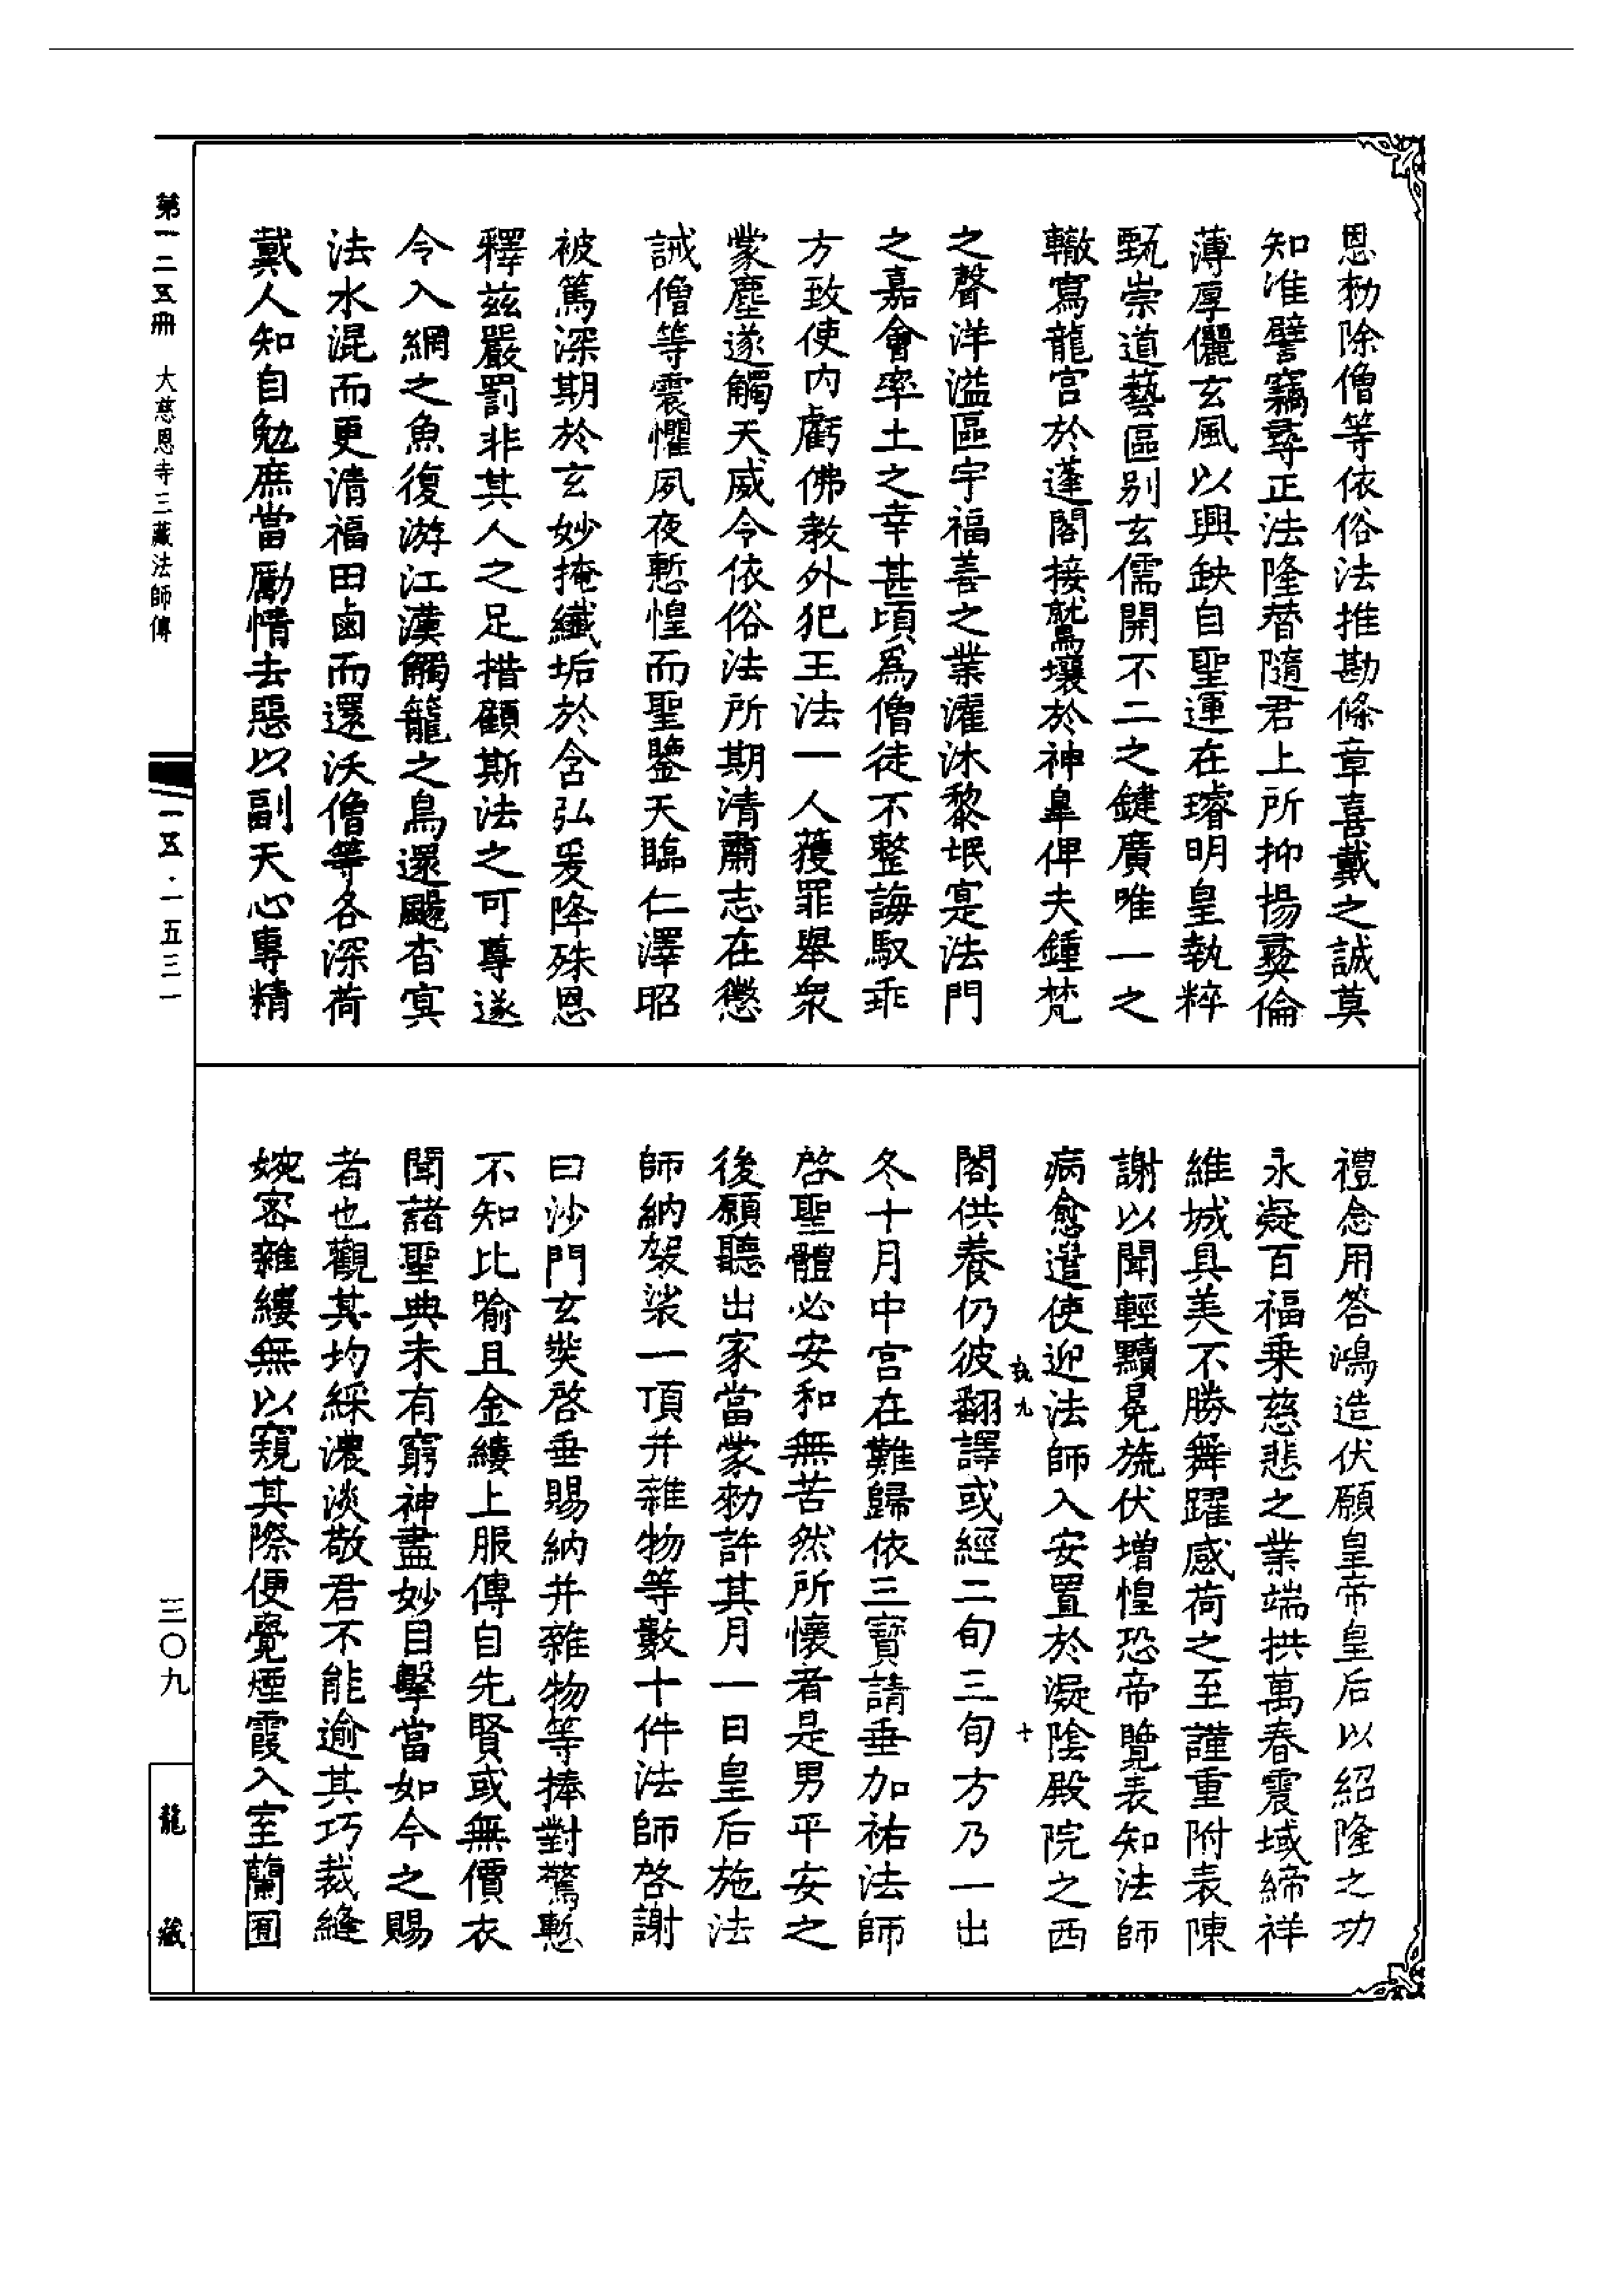 恩勑除僧等依俗法推勘條章喜戴之誠莫
知准譬竊尋正法隆替隨君上所抑揚彛倫
薄厚儷玄風以興缺自聖運在璿明皇執粹
甄崇道藝區別玄儒開不二之鍵廣唯一之
轍寫龍宮於蓬閣接鷲壤於神臯俾夫鍾梵
之聲洋溢區宇福善之業濯沐黎氓寔法門
之嘉會率土之幸甚頃爲僧徒不整誨馭乖
方致使内虧佛教外犯王法一人獲罪舉衆
蒙塵遂觸天威令依俗法所期清肅志在懲
誡僧等震懼夙夜慙惶而聖鑒天臨仁澤昭
被篤深期於玄妙掩纖垢於含弘爰降殊恩
釋兹嚴罰非其人之足措顧斯法之可尊遂
令入網之魚復游江漢觸籠之鳥還颺杳冥
法水混而更清福田鹵而還沃僧等各深荷
戴人知自勉庶當勵情去惡以副天心專精
禮念用答鴻造伏願皇帝皇后以紹隆之功
永凝百福乗慈悲之業端拱萬春震域締祥
維城具美不勝舞躍感荷之至謹重附表陳
謝以聞輕黷冕旒伏増惶恐帝覽表知法師
病愈遣使迎法師入安置於凝陰殿院之西
九
十
閣供養仍彼翻譯或經二旬三旬方乃一出
冬十月中宫在難歸依三寶請垂加祐法師
啓聖體必安和無苦然所懷者是男平安之
後願聽出家當蒙勑許其月一日皇后施法
師納袈裟一頂并雜物等數十件法師啓謝
曰沙門玄奘啓垂賜納并雜物等捧對驚慙
不知比喻且金縷上服傳自先賢或無價衣
聞諸聖典未有窮神盡妙目擊當如今之賜
者也觀其均綵濃淡敬君不能逾其巧裁縫
婉密雜縷無以窺其際便覺煙霞入室蘭囿
第一二五冊 大慈恩寺三藏法師傳
一五·一五三一
三〇九
龍藏